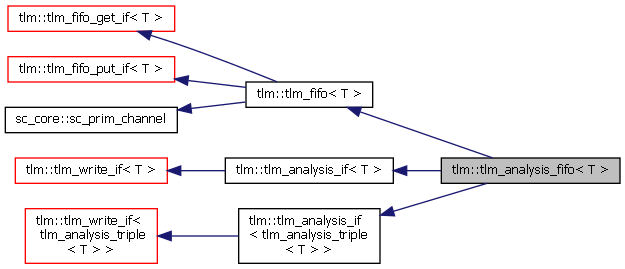 tlm::tlm_fifo_get_if< T >
tlm::tlm_fifo_put_if< T >
tlm::tlm_fifo< T >
sc_core::sc_prim_channel
tlm::tlm_write_if< T >
tlm::tlm_analysis_if< T >
tlm::tlm_analysis_fifo< T >
tlm::tlm_write_if<
tlm_analysis_triple
< T > >
tlm::tlm_analysis_if
< tlm_analysis_triple
< T > >